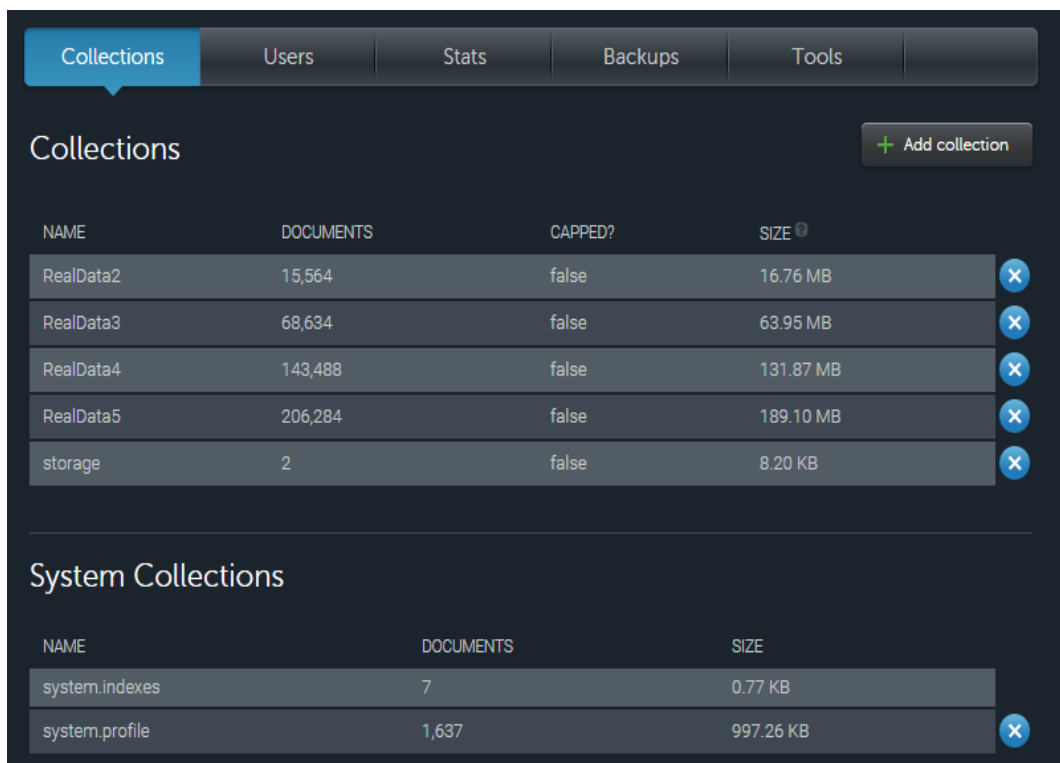 Collections Users Stats Backups Tools
Collections
+ Add collection
NAME DOCUMENTS CAPPED? SIZE ?
RealData2 15,564 false 16.76 MB
RealData3 68,634 false 63.95 MB
RealData4 143,488 false 131.87 MB
RealData5 206,284 false 189.10 MB
storage 2 false 8.20 KB
System Collections
NAME DOCUMENTS SIZE
system.indexes 7 0.77 KB
system.profile 1,637 997.26 KB